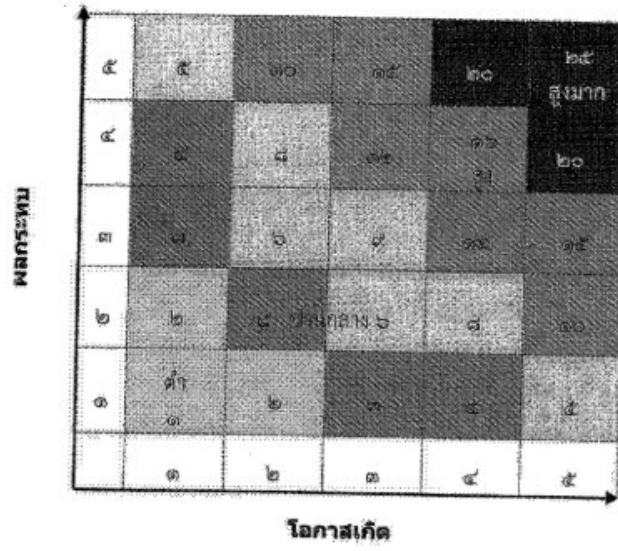 ผลกระทบ
๕ ๕ ๑๐ ๑๕ ๒๐ ๒๕
สูงมาก
๔ ๔ ๘ ๑๒ ๑๖ ๒๐
สูง
๓ ๓ ๖ ๙ ๑๒ ๑๕
๒ ๒ ๔ ปานกลาง ๖ ๘ ๑๐
ต่ำ
๑ ๑ ๒ ๓ ๔ ๕
๑ ๒ ๓ ๔ ๕
โอกาสเกิด